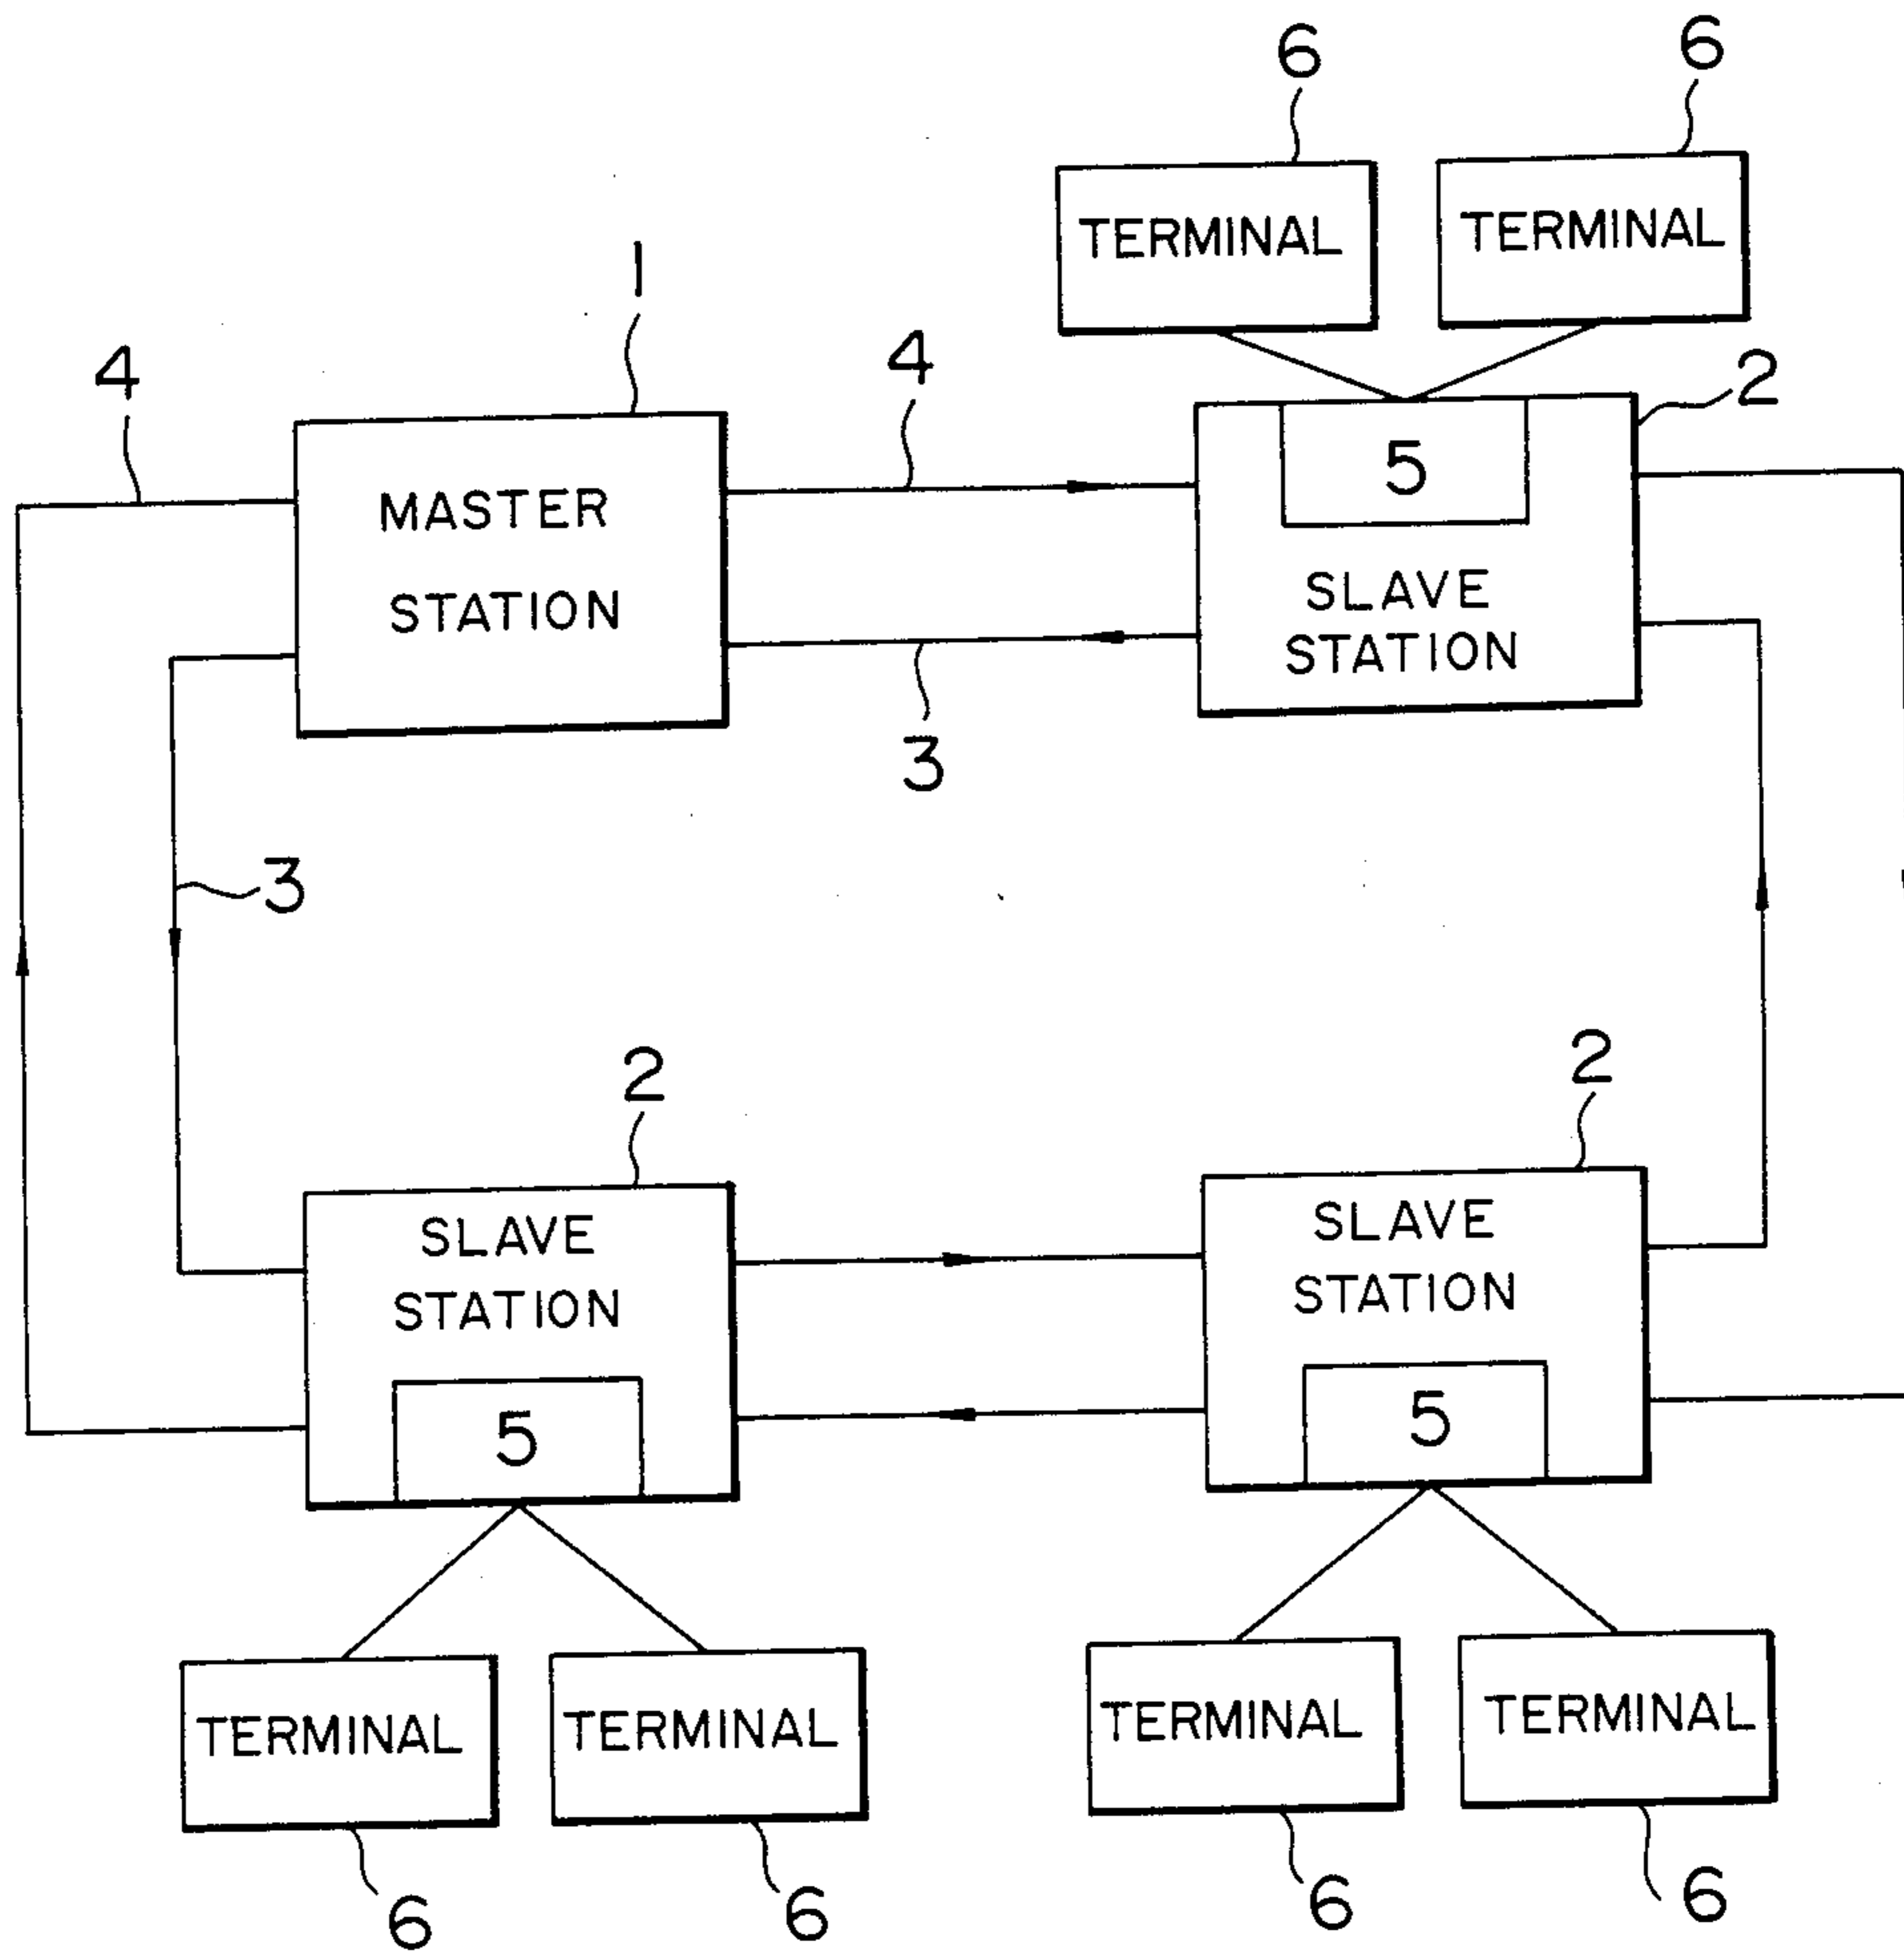 6
6
TERMINAL
TERMINAL
1
4
4
2
5
MASTER
STATION
SLAVE
STATION
3
3
2
2
SLAVE
STATION
SLAVE
STATION
5
5
TERMINAL
TERMINAL
TERMINAL
TERMINAL
6
6
6
6